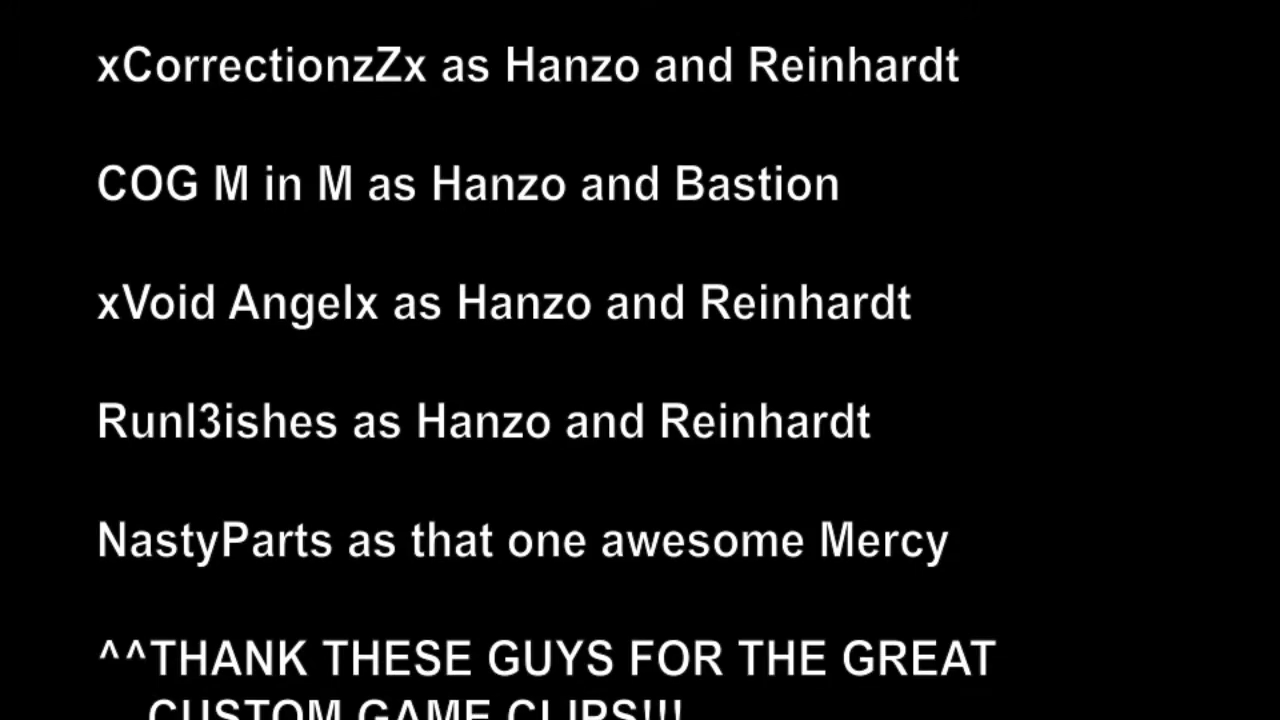 xCorrectionzZx as Hanzo and Reinhardt
COG M in M as Hanzo and Bastion
xVoid Angelx as Hanzo and Reinhardt
Runl3ishes as Hanzo and Reinhardt
NastyParts as that one awesome Mercy
^^THANK THESE GUYS FOR THE GREAT
CUSTOM GAME CLIPS!!!